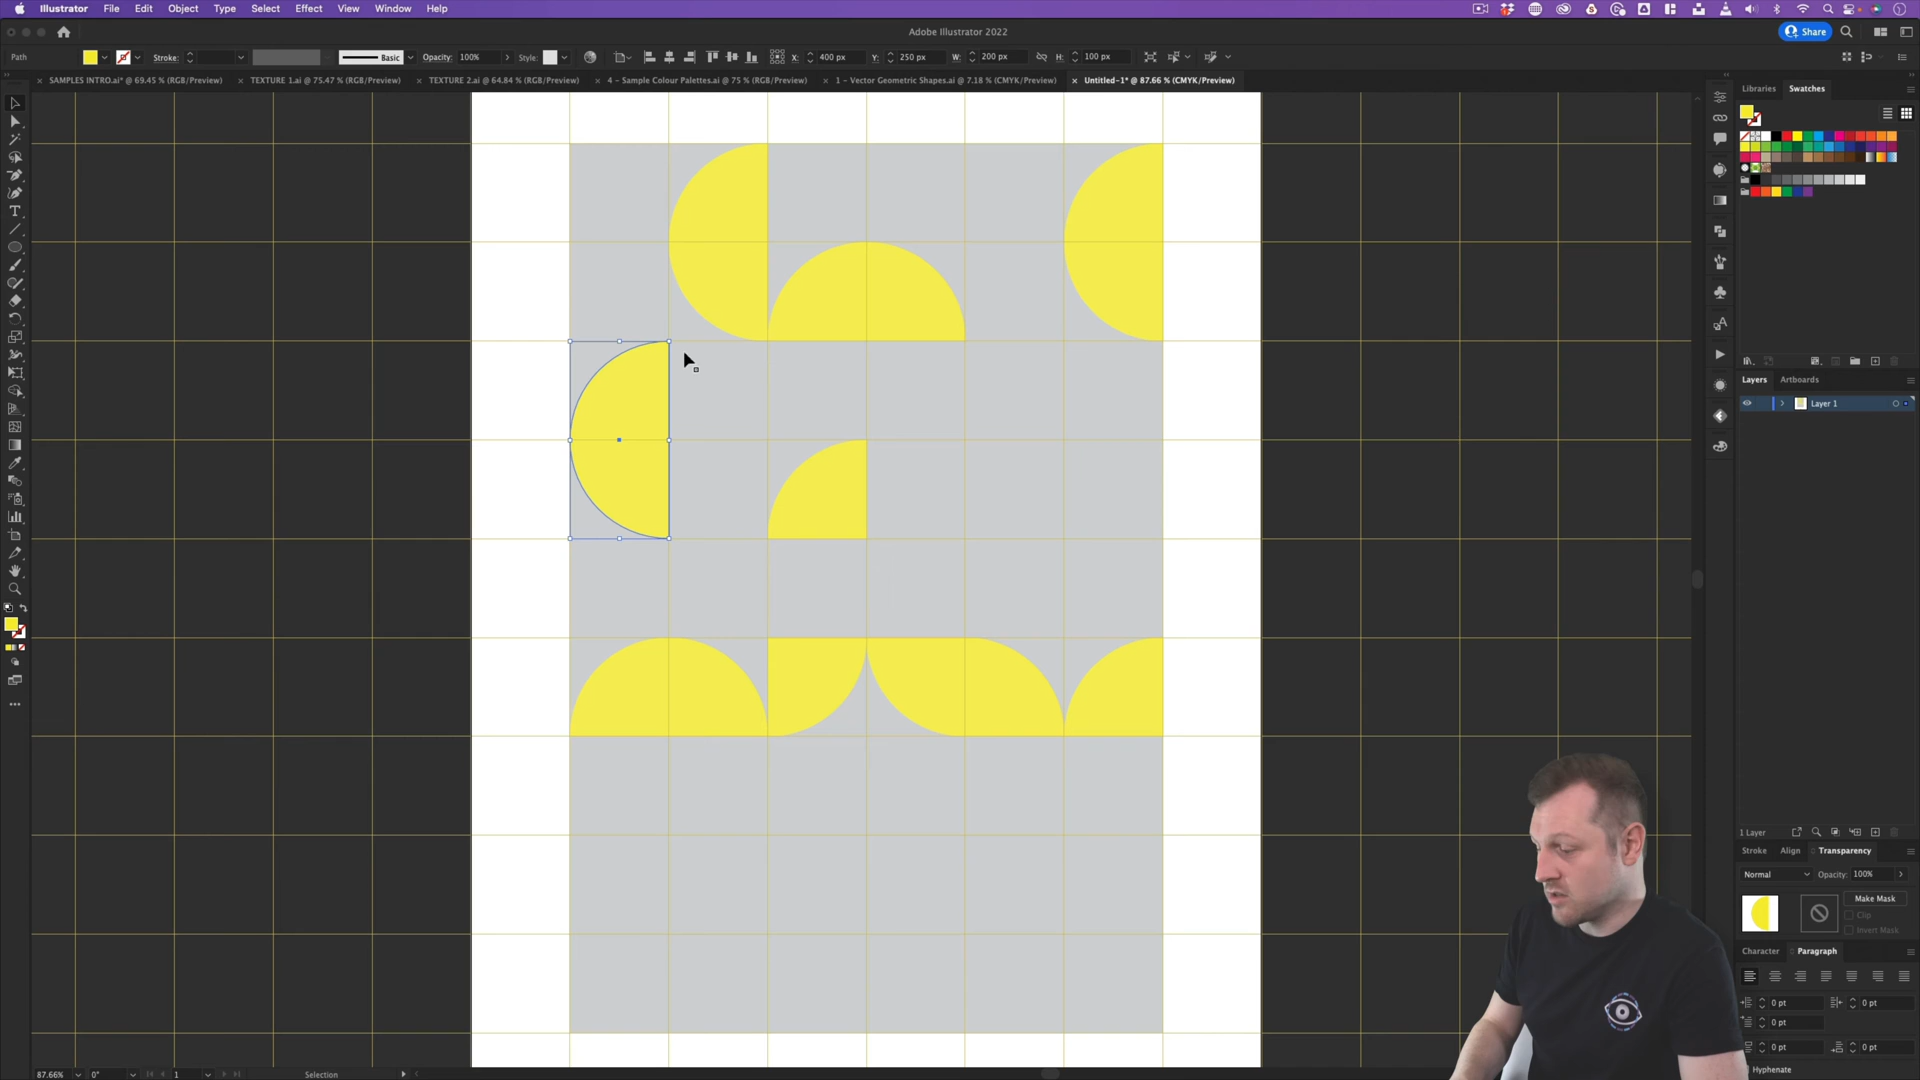 Illustrator File Edit Object Type Select Effect View Window Help
Adobe Illustrator 2022
Share
Path Stroke: Basic Opacity: 100% Style: X: 400 px Y: 250 px W: 200 px H: 100 px
× SAMPLES INTRO.ai* @ 69.45 % (RGB/Preview) × TEXTURE 1.ai @ 75.47 % (RGB/Preview) × TEXTURE 2.ai @ 64.84 % (RGB/Preview) × 4 – Sample Colour Palettes.ai @ 75 % (RGB/Preview) × 1 – Vector Geometric Shapes.ai @ 7.18 % (CMYK/Preview) × Untitled-1* @ 87.66 % (CMYK/Preview)
Libraries Swatches
Layers Artboards
Layer 1
1 Layer
Stroke Align Transparency
Normal Opacity: 100%
Make Mask
Clip
Invert Mask
Character Paragraph
0 pt 0 pt
0 pt
0 pt 0 pt
Hyphenate
87.66% 0° 1 Selection